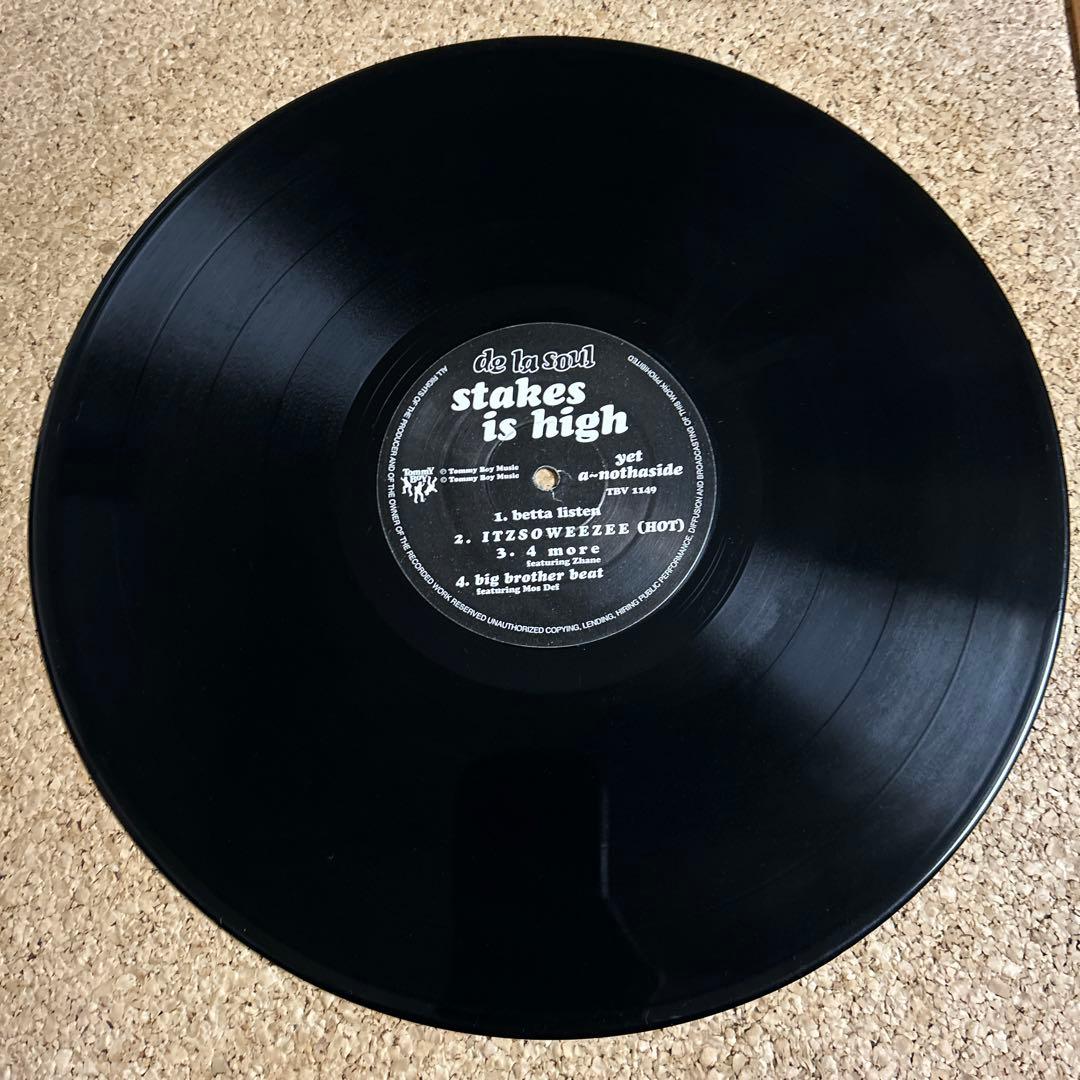 de la soul
stakes
is high
yet
a~nothaside
TBV 1149
Tommy
Boy
© Tommy Boy Music
© Tommy Boy Music
1. betta listen
2. ITZSOWEEZEE (HOT)
3. 4 more
featuring Zhane
4. big brother beat
featuring Mos Def
ALL RIGHTS OF THE PRODUCER AND OF THE OWNER OF THE RECORDED WORK RESERVED UNAUTHORIZED COPYING, LENDING, HIRING PUBLIC PERFORMANCE, DIFFUSION AND BROADCASTING OF THIS WORK PROHIBITED